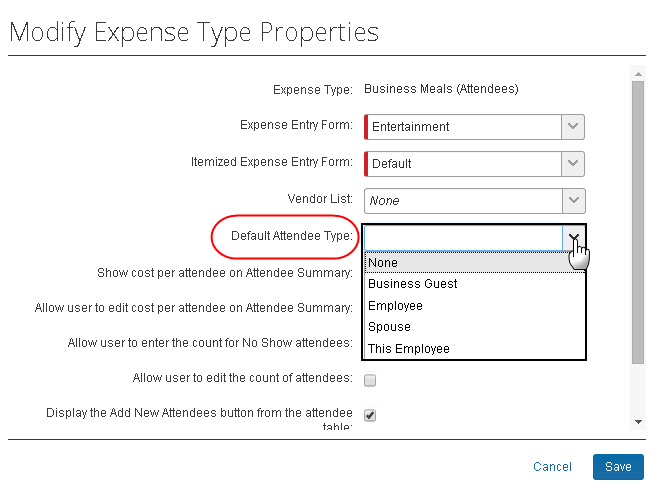 Modify Expense Type Properties
Expense Type: Business Meals (Attendees)
Expense Entry Form: Entertainment
Itemized Expense Entry Form: Default
Vendor List: None
Default Attendee Type:
None
Show cost per attendee on Attendee Summary:
Business Guest
Allow user to edit cost per attendee on Attendee Summary:
Employee
Spouse
Allow user to enter the count for No Show attendees:
This Employee
Allow user to edit the count of attendees:
Display the Add New Attendees button from the attendee
table:
Cancel Save